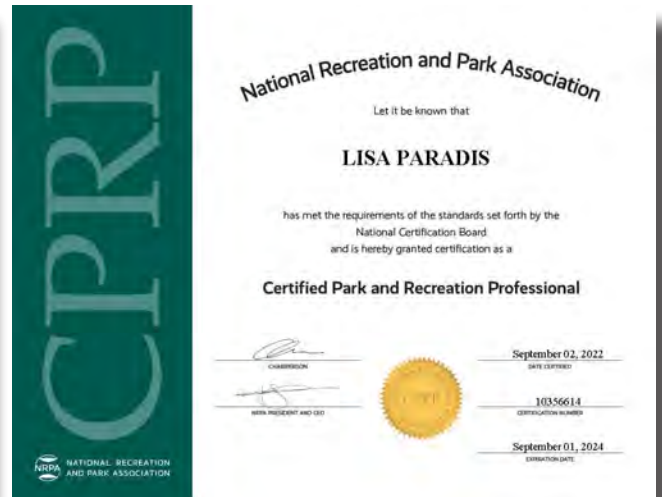 CPRP
NRPA NATIONAL RECREATION
AND PARK ASSOCIATION
National Recreation and Park Association
Let it be known that
LISA PARADIS
has met the requirements of the standards set forth by the
National Certification Board
and is hereby granted certification as a
Certified Park and Recreation Professional
CHAIRPERSON
NRPA PRESIDENT AND CEO
September 02, 2022
DATE CERTIFIED
10356614
CERTIFICATION NUMBER
September 01, 2024
EXPIRATION DATE